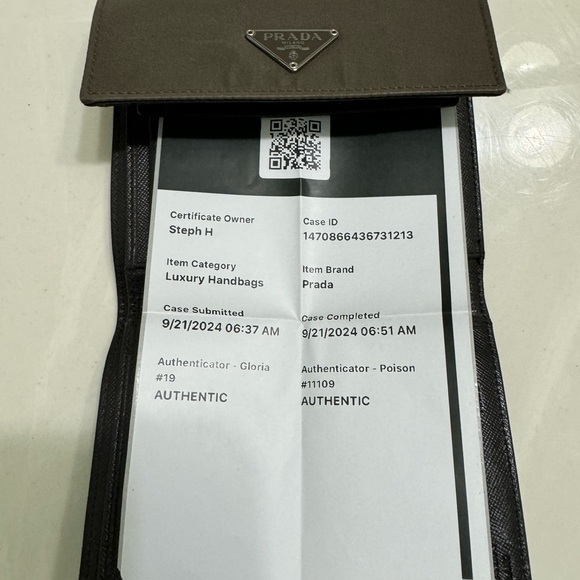 PRADA
MILANO
Certificate Owner
Steph H
Case ID
1470866436731213
Item Category
Luxury Handbags
Item Brand
Prada
Case Submitted
9/21/2024 06:37 AM
Case Completed
9/21/2024 06:51 AM
Authenticator - Gloria
#19
AUTHENTIC
Authenticator - Poison
#11109
AUTHENTIC